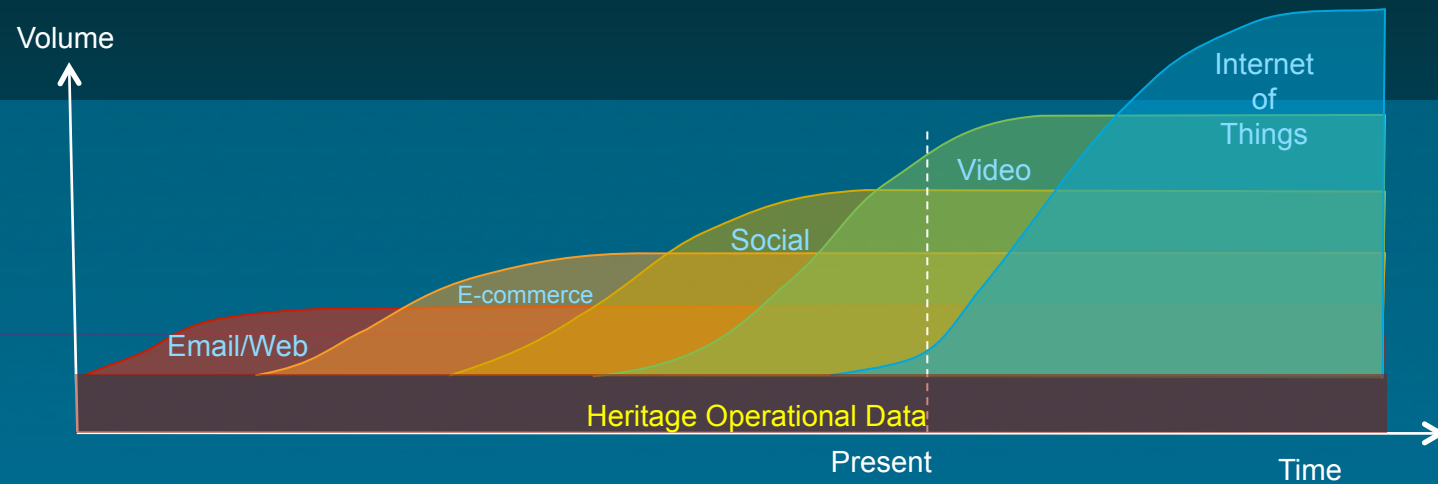 Volume
Internet
of
Things
Video
Social
E-commerce
Email/Web
Heritage Operational Data
Present
Time